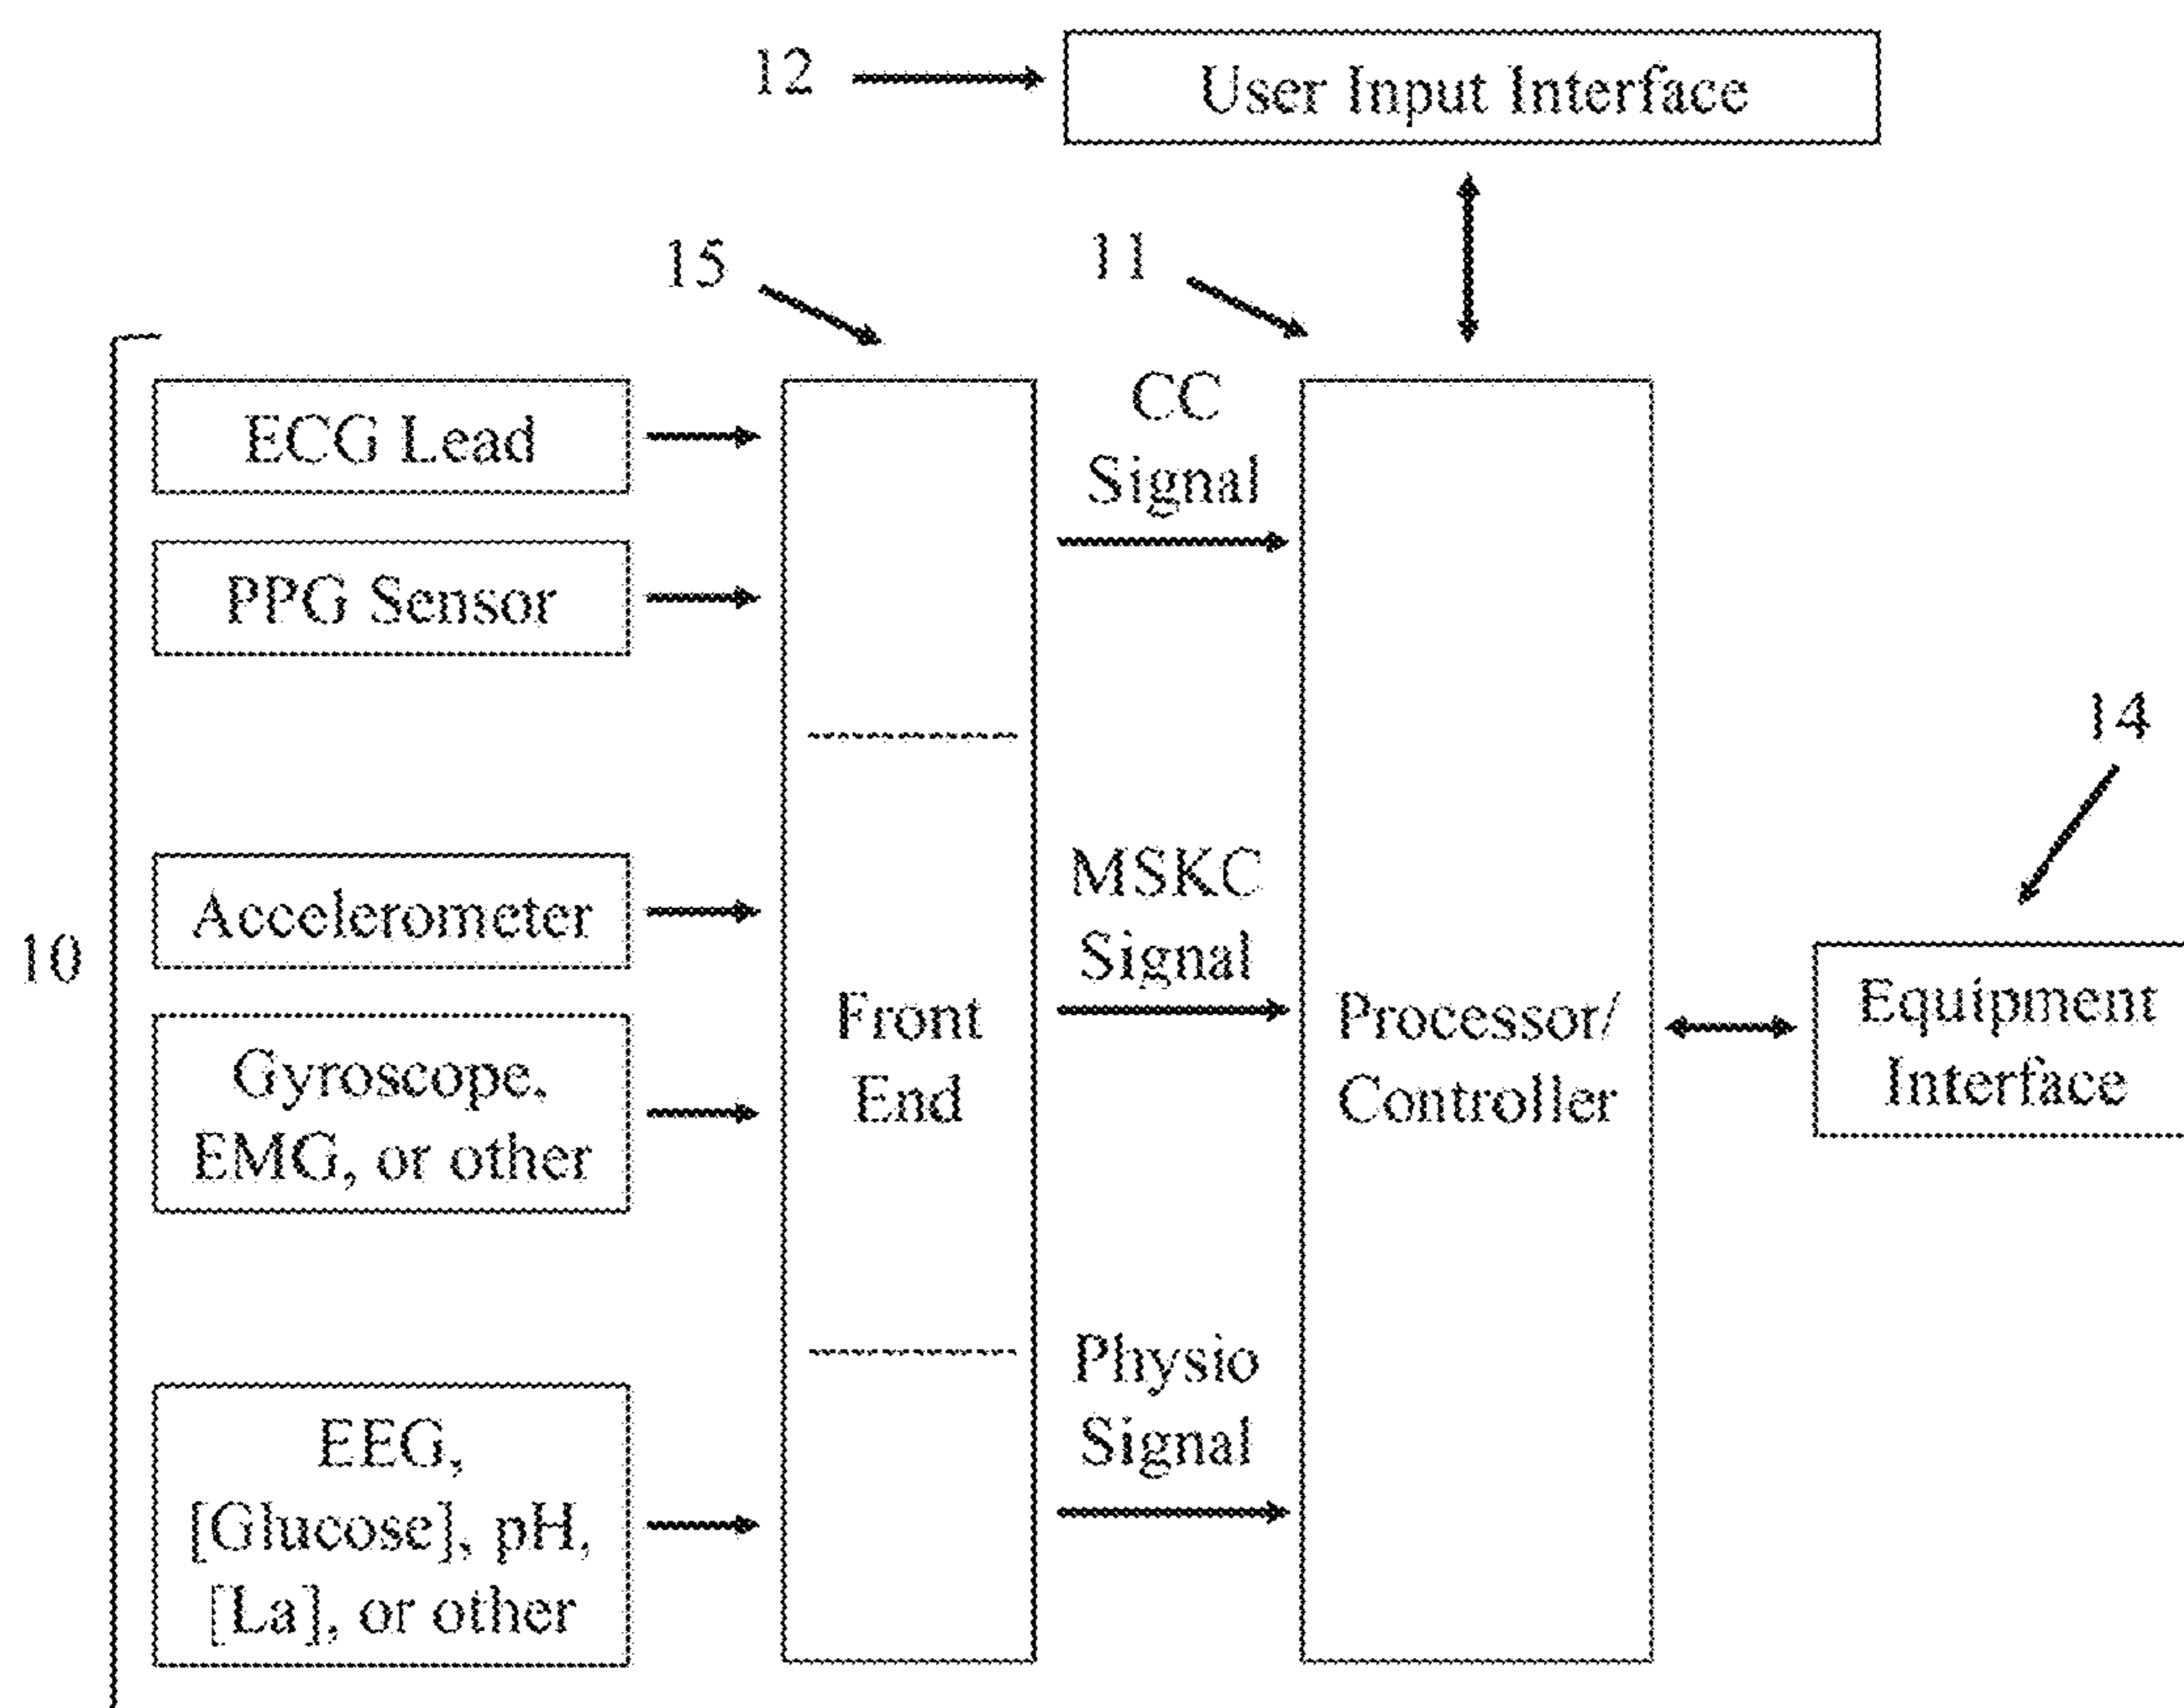 12
User Input Interface
15
11
ECG Lead
CC
Signal
PPG Sensor
14
Accelerometer
MSKC
Signal
10
Gyroscope,
EMG, or other
Front
End
Processor/
Controller
Equipment
Interface
EEG,
[Glucose], pH,
[La], or other
Physio
Signal